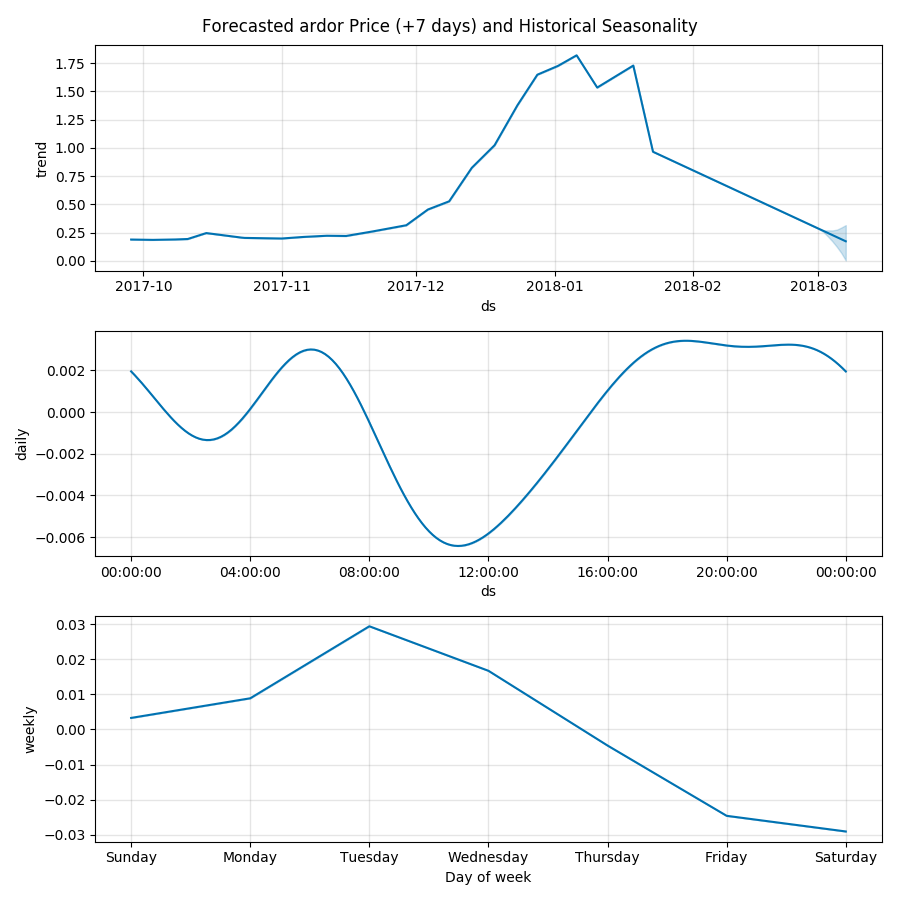 Forecasted ardor Price (+7 days) and Historical Seasonality
1.75
1.50
1.25
1.00
0.75
0.50
0.25
0.00
trend
2017-10 2017-11 2017-12 2018-01 2018-02 2018-03
ds
0.002
0.000
−0.002
−0.004
−0.006
daily
00:00:00 04:00:00 08:00:00 12:00:00 16:00:00 20:00:00 00:00:00
ds
0.03
0.02
0.01
0.00
−0.01
−0.02
−0.03
weekly
Sunday Monday Tuesday Wednesday Thursday Friday Saturday
Day of week